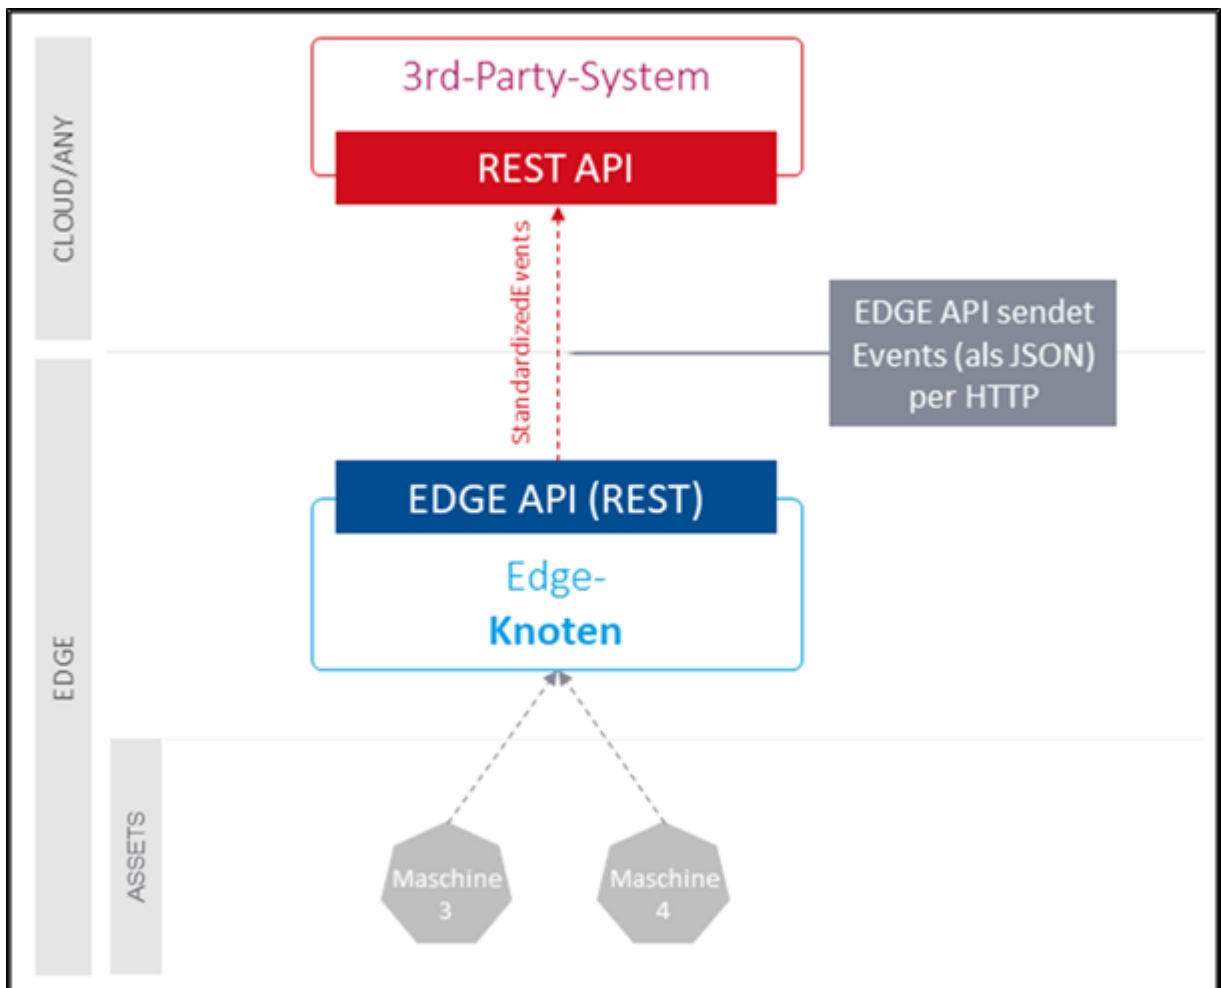 3rd-Party-System
REST API
CLOUD/ANY
StandardizedEvents
EDGE API sendet
Events (als JSON)
per HTTP
EDGE API (REST)
Edge-
Knoten
EDGE
ASSETS
Maschine
3
Maschine
4